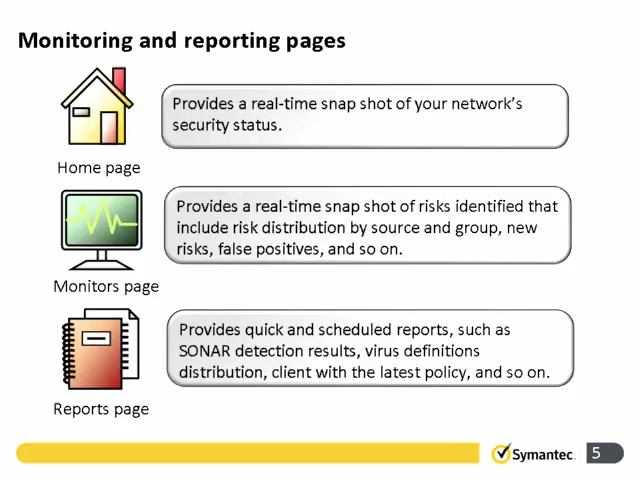 Monitoring and reporting pages
Provides a real-time snap shot of your network's
security status.
Home page
Provides a real-time snap shot of risks identified that
include risk distribution by source and group, new
risks, false positives, and so on.
Monitors page
Provides quick and scheduled reports, such as
SONAR detection results, virus definitions
distribution, client with the latest policy, and so on.
Reports page
Symantec.
5